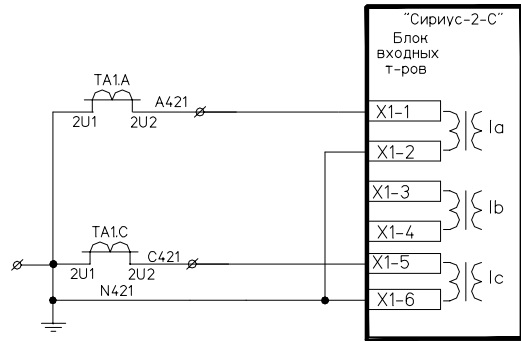 "Сириус-2-С"
Блок
входных
т-ров
TA1.A
A421
2U1
2U2
X1-1
Ia
X1-2
X1-3
Ib
X1-4
TA1.C
C421
2U1
2U2
X1-5
Ic
N421
X1-6